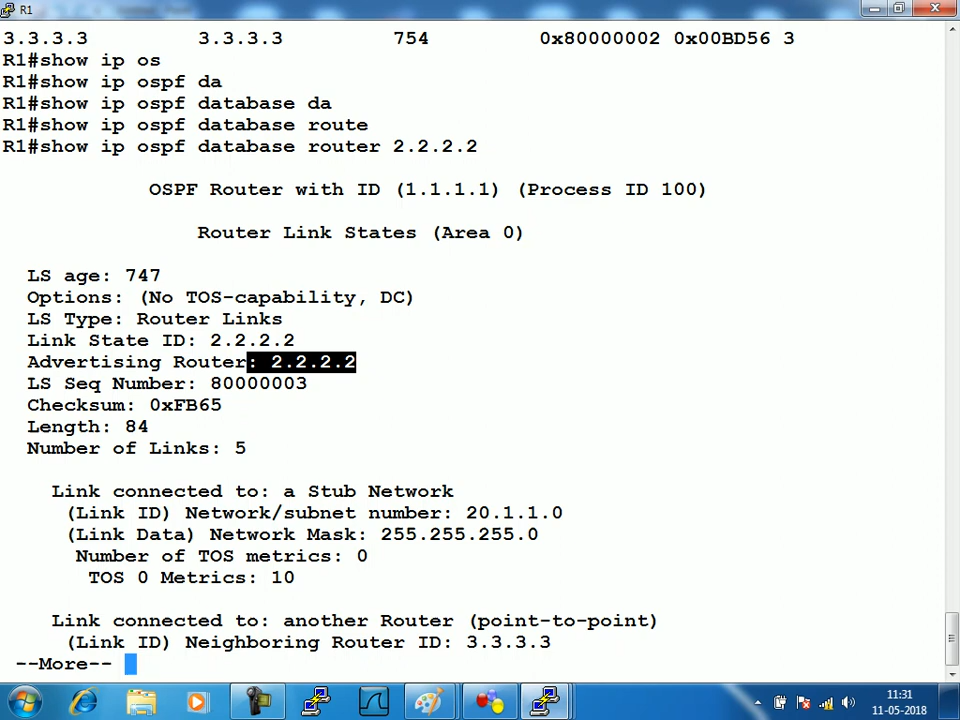 R1
3.3.3.3         3.3.3.3         754         0x80000002 0x00BD56 3
R1#show ip os
R1#show ip ospf da
R1#show ip ospf database da
R1#show ip ospf database route
R1#show ip ospf database router 2.2.2.2
OSPF Router with ID (1.1.1.1) (Process ID 100)
Router Link States (Area 0)
LS age: 747
Options: (No TOS-capability, DC)
LS Type: Router Links
Link State ID: 2.2.2.2
Advertising Router: 2.2.2.2
LS Seq Number: 80000003
Checksum: 0xFB65
Length: 84
Number of Links: 5
Link connected to: a Stub Network
(Link ID) Network/subnet number: 20.1.1.0
(Link Data) Network Mask: 255.255.255.0
Number of TOS metrics: 0
TOS 0 Metrics: 10
Link connected to: another Router (point-to-point)
(Link ID) Neighboring Router ID: 3.3.3.3
--More--
11:31
11-05-2018